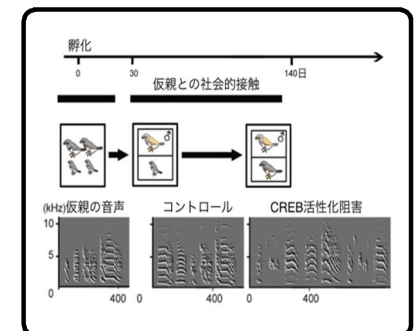 孵化
0 30 140日
仮親との社会的接触
♂ ♂
(kHz)仮親の音声 コントロール CREB活性化阻害
10
5
0 400 0 400 0 400